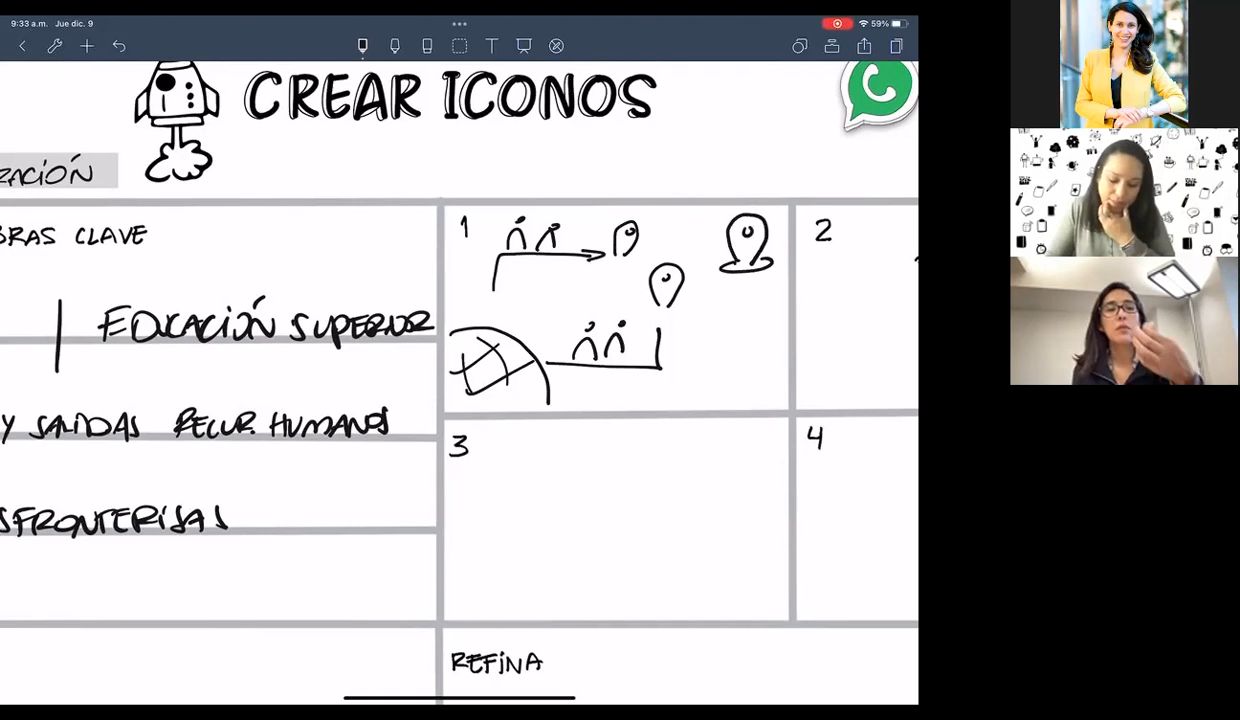 9:33 a.m. Jue dic. 9
59%
CREAR ICONOS
ZACIÓN
BRAS CLAVE
EDUCACIÓN SUPERIOR
Y SALIDAS RECUR. HUMANOS
SFRONTERISAS
1
2
3
4
REFINA